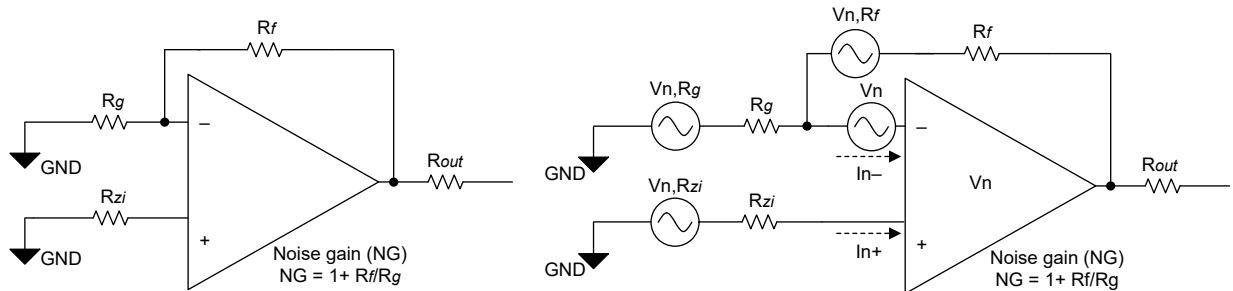 Rf
Rg
–
GND
Rout
Rzi
+
GND
Noise gain (NG)
NG = 1+ Rf/Rg
Vn,Rf
Rf
Vn,Rg
Rg
Vn
–
GND
In–
Vn
Rout
Vn,Rzi
Rzi
In+
+
GND
Noise gain (NG)
NG = 1+ Rf/Rg